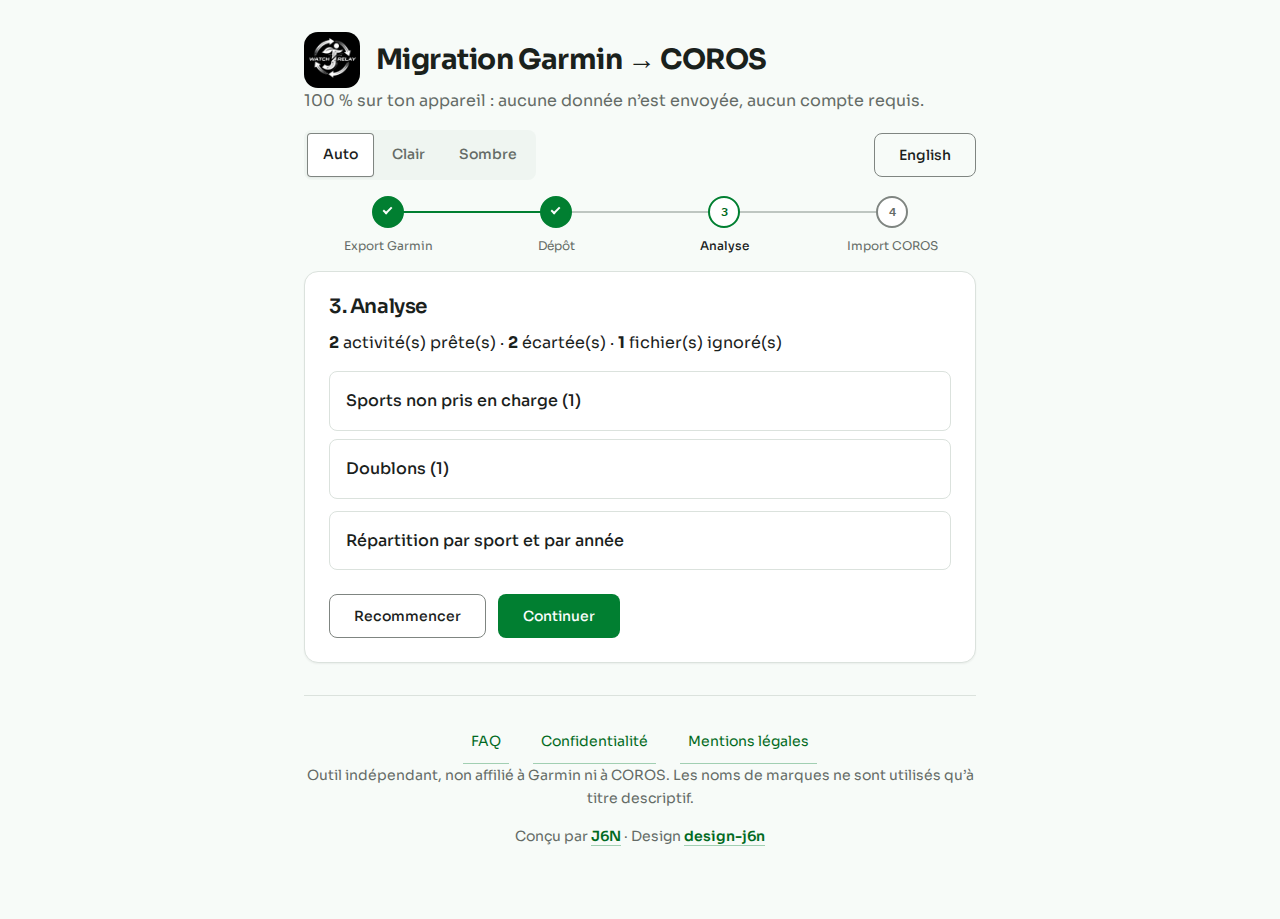 WATCH RELAY
Migration Garmin → COROS
100 % sur ton appareil : aucune donnée n’est envoyée, aucun compte requis.
Auto Clair Sombre English
3 4
Export Garmin Dépôt Analyse Import COROS
3. Analyse
2 activité(s) prête(s) · 2 écartée(s) · 1 fichier(s) ignoré(s)
Sports non pris en charge (1)
Doublons (1)
Répartition par sport et par année
Recommencer Continuer
FAQ Confidentialité Mentions légales
Outil indépendant, non affilié à Garmin ni à COROS. Les noms de marques ne sont utilisés qu’à
titre descriptif.
Conçu par J6N · Design design-j6n